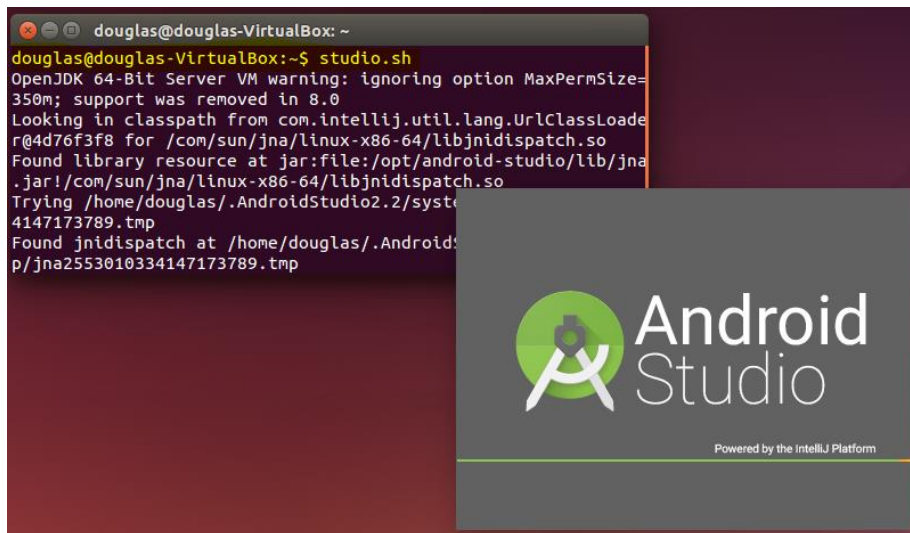 douglas@douglas-VirtualBox: ~
douglas@douglas-VirtualBox:~$ studio.sh
OpenJDK 64-Bit Server VM warning: ignoring option MaxPermSize=
350m; support was removed in 8.0
Looking in classpath from com.intellij.util.lang.UrlClassLoade
r@4d76f3f8 for /com/sun/jna/linux-x86-64/libjnidispatch.so
Found library resource at jar:file:/opt/android-studio/lib/jna
.jar!/com/sun/jna/linux-x86-64/libjnidispatch.so
Trying /home/douglas/.AndroidStudio2.2/syste
4147173789.tmp
Found jnidispatch at /home/douglas/.Android
p/jna2553010334147173789.tmp
Android
Studio
Powered by the IntelliJ Platform